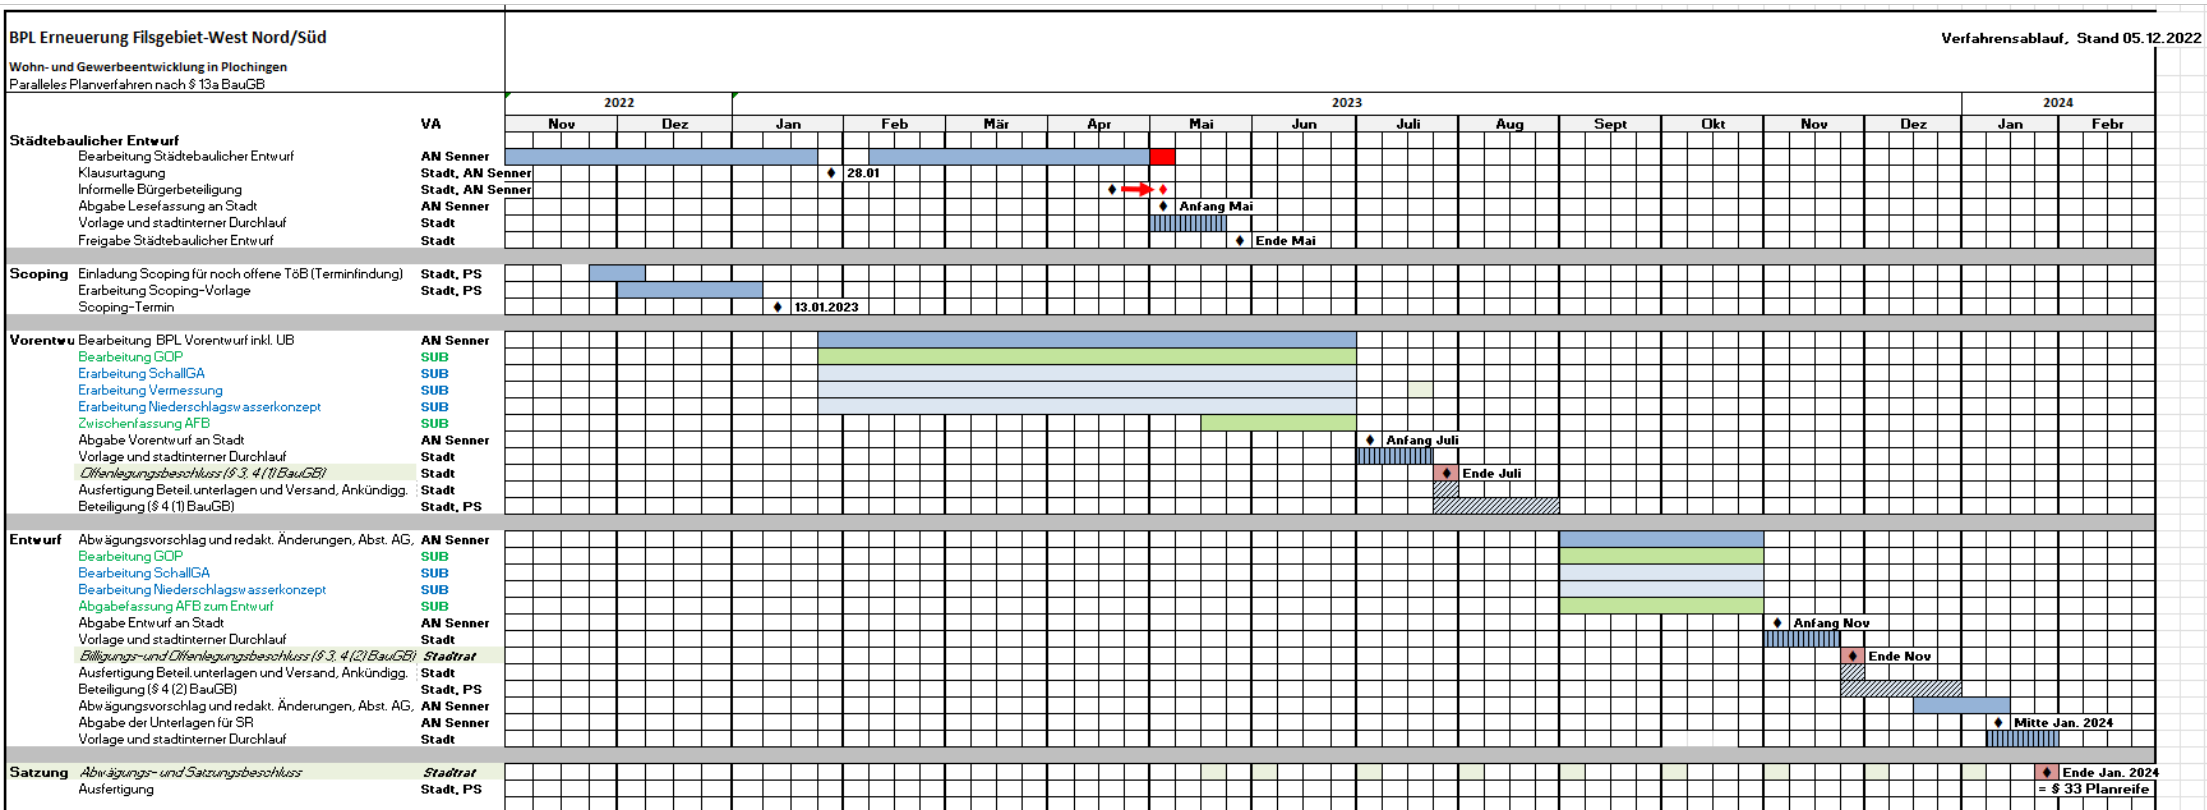 BPL Erneuerung Filsgebiet-West Nord/Süd
Verfahrensablauf, Stand 05.12.2022
Wohn- und Gewerbeentwicklung in Plochingen
Paralleles Planverfahren nach § 13a BauGB
2022 2023 2024
VA Nov Dez Jan Feb Mär Apr Mai Jun Juli Aug Sept Okt Nov Dez Jan Febr
Städtebaulicher Entwurf
Bearbeitung Städtebaulicher Entwurf AN Senner
Klausurtagung Stadt, AN Senner 28.01
Informelle Bürgerbeteiligung Stadt, AN Senner
Abgabe Lesefassung an Stadt AN Senner Anfang Mai
Vorlage und stadtinterner Durchlauf Stadt
Freigabe Städtebaulicher Entwurf Stadt Ende Mai
Scoping Einladung Scoping für noch offene TöB (Terminfindung) Stadt, PS
Erarbeitung Scoping-Vorlage Stadt, PS
Scoping-Termin 13.01.2023
Vorentwu Bearbeitung BPL Vorentwurf inkl. UB AN Senner
Bearbeitung GOP SUB
Erarbeitung SchallGA SUB
Erarbeitung Vermessung SUB
Erarbeitung Niederschlagswasserkonzept SUB
Zwischenfassung AFB SUB
Abgabe Vorentwurf an Stadt AN Senner Anfang Juli
Vorlage und stadtinterner Durchlauf Stadt
Offenlegungsbeschluss (§ 3, 4 (1) BauGB) Stadt Ende Juli
Ausfertigung Beteil.unterlagen und Versand, Ankündigg. Stadt
Beteiligung (§ 4 (1) BauGB) Stadt, PS
Entwurf Abwägungsvorschlag und redakt. Änderungen, Abst. AG, AN Senner
Bearbeitung GOP SUB
Bearbeitung SchallGA SUB
Bearbeitung Niederschlagswasserkonzept SUB
Abgabefassung AFB zum Entwurf SUB
Abgabe Entwurf an Stadt AN Senner Anfang Nov
Vorlage und stadtinterner Durchlauf Stadt
Billigungs- und Offenlegungsbeschluss (§ 3, 4 (2) BauGB) Stadtrat Ende Nov
Ausfertigung Beteil.unterlagen und Versand, Ankündigg. Stadt
Beteiligung (§ 4 (2) BauGB) Stadt, PS
Abwägungsvorschlag und redakt. Änderungen, Abst. AG, AN Senner
Abgabe der Unterlagen für SR AN Senner Mitte Jan. 2024
Vorlage und stadtinterner Durchlauf Stadt
Satzung Abwägungs- und Satzungsbeschluss Stadtrat Ende Jan. 2024
Ausfertigung Stadt, PS = § 33 Planreife